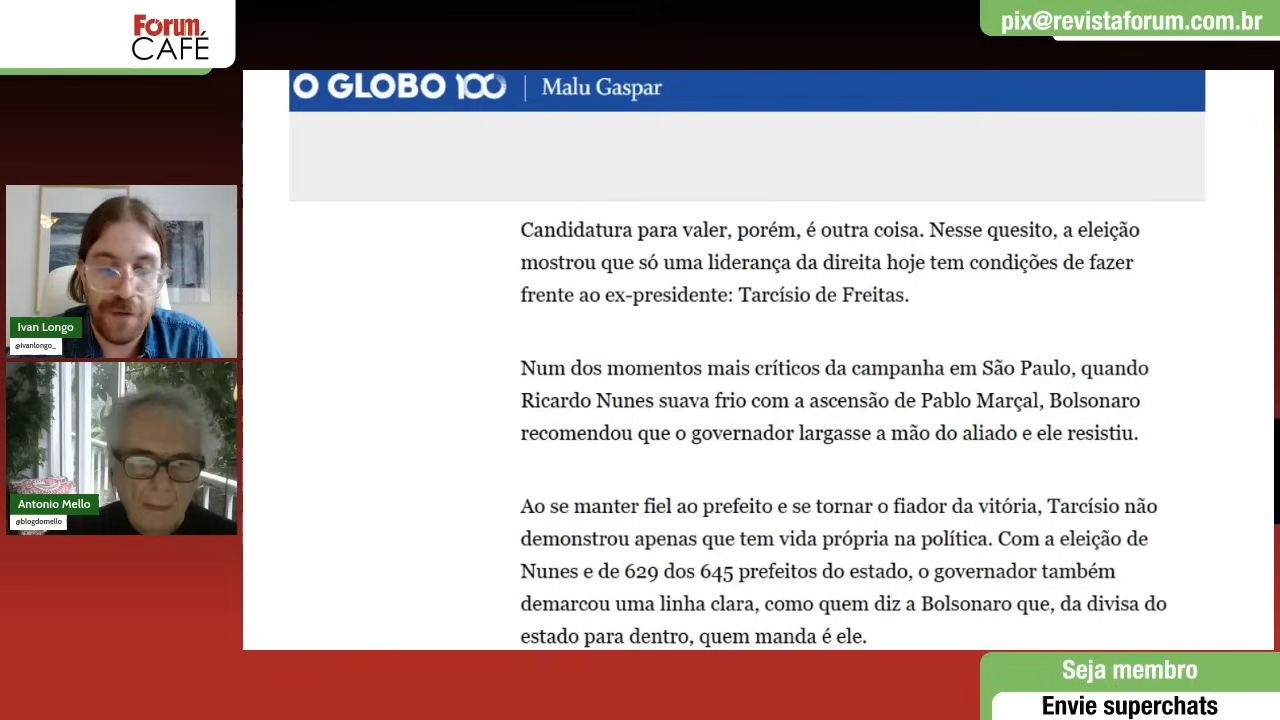 Forum
CAFÉ
pix@revistaforum.com.br
O GLOBO 100
Malu Gaspar
Candidatura para valer, porém, é outra coisa. Nesse quesito, a eleição
mostrou que só uma liderança da direita hoje tem condições de fazer
frente ao ex-presidente: Tarcísio de Freitas.
Num dos momentos mais críticos da campanha em São Paulo, quando
Ricardo Nunes suava frio com a ascensão de Pablo Marçal, Bolsonaro
recomendou que o governador largasse a mão do aliado e ele resistiu.
Ao se manter fiel ao prefeito e se tornar o fiador da vitória, Tarcísio não
demonstrou apenas que tem vida própria na política. Com a eleição de
Nunes e de 629 dos 645 prefeitos do estado, o governador também
demarcou uma linha clara, como quem diz a Bolsonaro que, da divisa do
estado para dentro, quem manda é ele.
Ivan Longo
@ivanlongo_
Antonio Mello
@blogdomello
Seja membro
Envie superchats